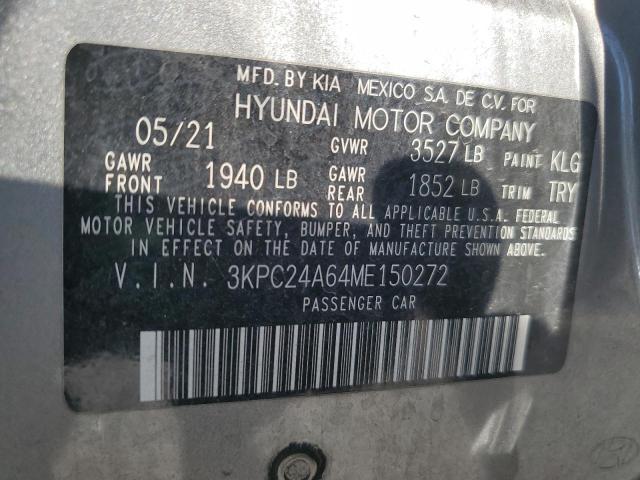 MFD. BY KIA MEXICO S.A. DE C.V. FOR
HYUNDAI MOTOR COMPANY
05/21 GVWR 3527 LB PAINT KLG
GAWR FRONT 1940 LB GAWR REAR 1852 LB TRIM TRY
THIS VEHICLE CONFORMS TO ALL APPLICABLE U.S.A. FEDERAL
MOTOR VEHICLE SAFETY, BUMPER, AND THEFT PREVENTION STANDARDS
IN EFFECT ON THE DATE OF MANUFACTURE SHOWN ABOVE.
V.I.N. 3KPC24A64ME150272
PASSENGER CAR